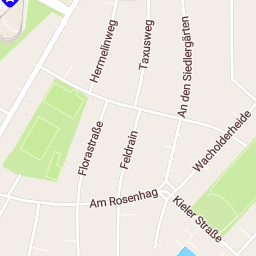 Hermelinweg
Taxusweg
An den Siedlergärten
Wacholderheide
Florastraße
Feldrain
Am Rosenhag
Kieler Straße